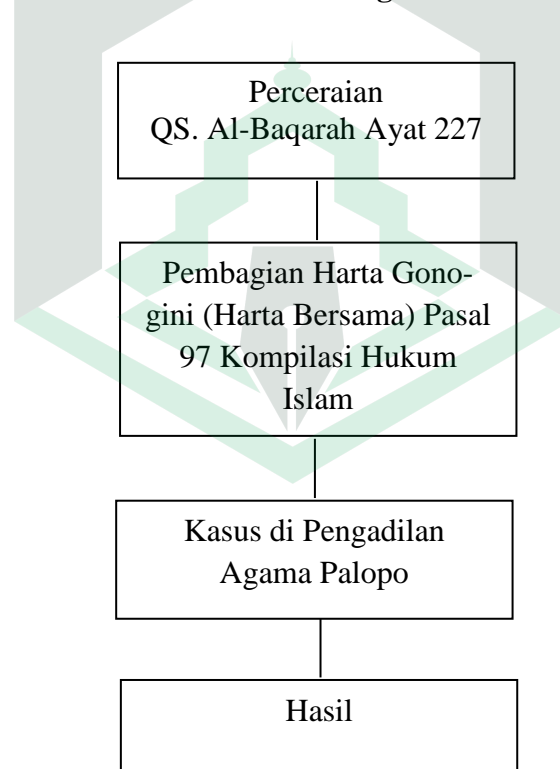 Perceraian
QS. Al-Baqarah Ayat 227
Pembagian Harta Gono-
gini (Harta Bersama) Pasal
97 Kompilasi Hukum
Islam
Kasus di Pengadilan
Agama Palopo
Hasil